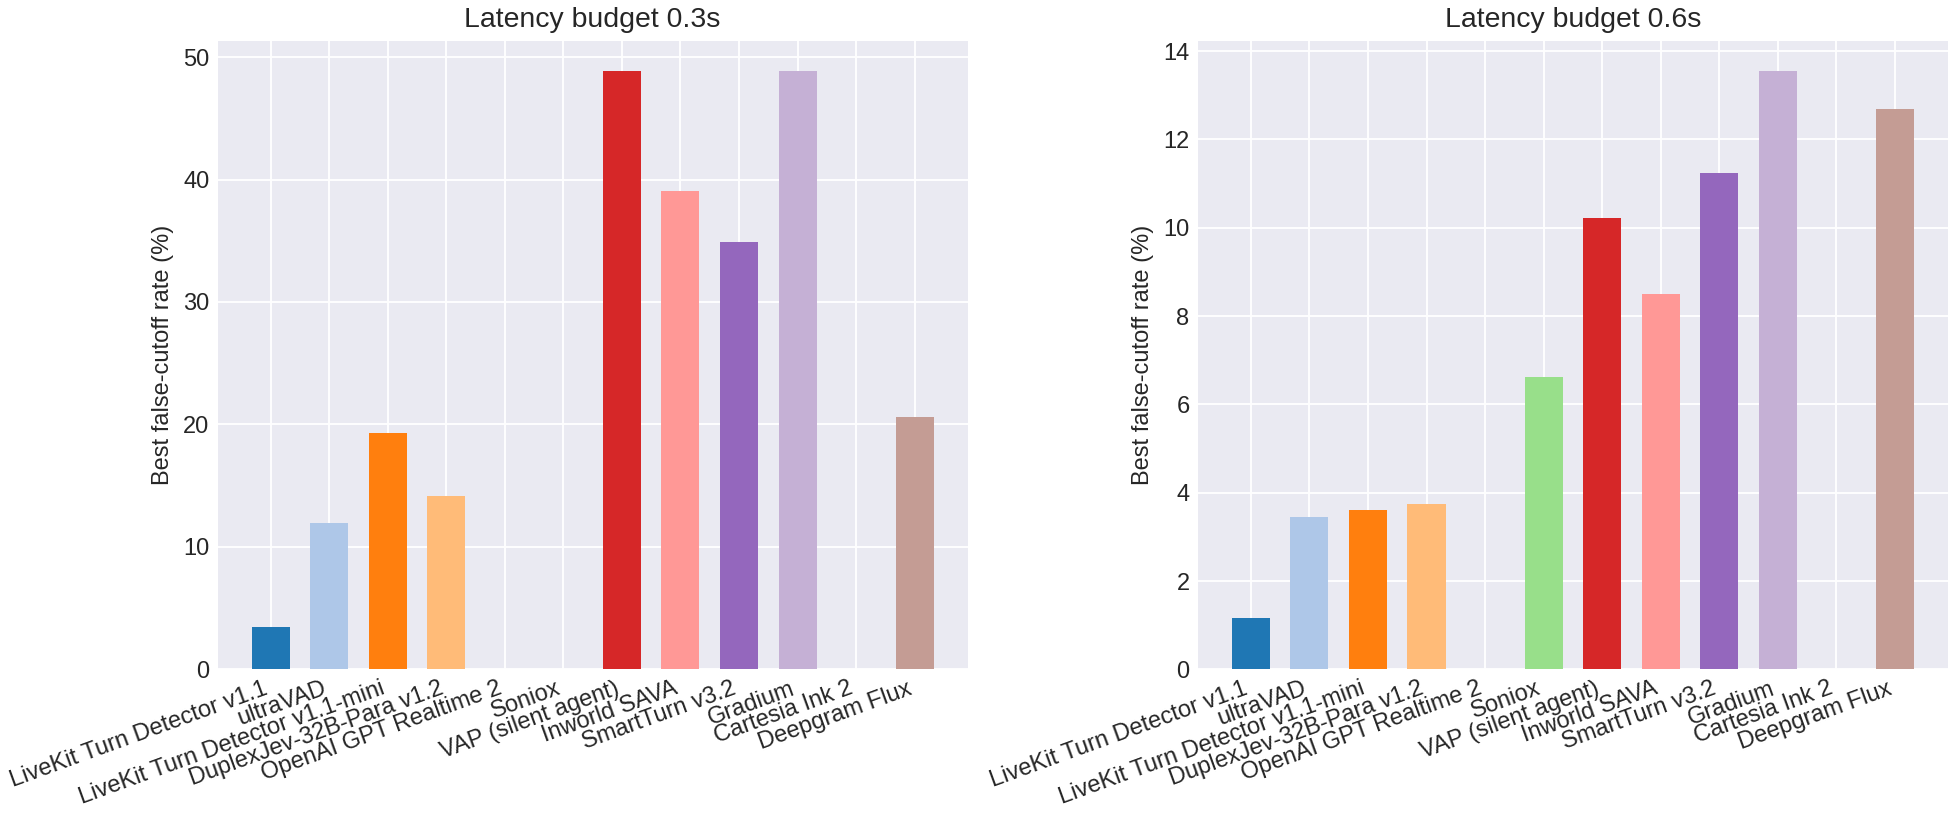 Latency budget 0.3s
Best false-cutoff rate (%)
50
40
30
20
10
0
LiveKit Turn Detector v1.1
ultraVAD
LiveKit Turn Detector v1.1-mini
DuplexJev-32B-Para v1.2
OpenAI GPT Realtime 2
Soniox
VAP (silent agent)
Inworld SAVA
SmartTurn v3.2
Gradium
Cartesia Ink 2
Deepgram Flux
Latency budget 0.6s
Best false-cutoff rate (%)
14
12
10
8
6
4
2
0
LiveKit Turn Detector v1.1
ultraVAD
LiveKit Turn Detector v1.1-mini
DuplexJev-32B-Para v1.2
OpenAI GPT Realtime 2
Soniox
VAP (silent agent)
Inworld SAVA
SmartTurn v3.2
Gradium
Cartesia Ink 2
Deepgram Flux